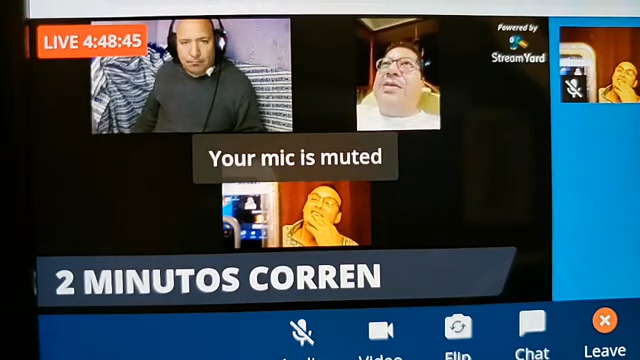 LIVE 4:48:45
Powered by
StreamYard
Your mic is muted
2 MINUTOS CORREN
Video
Flip
Chat
Leave